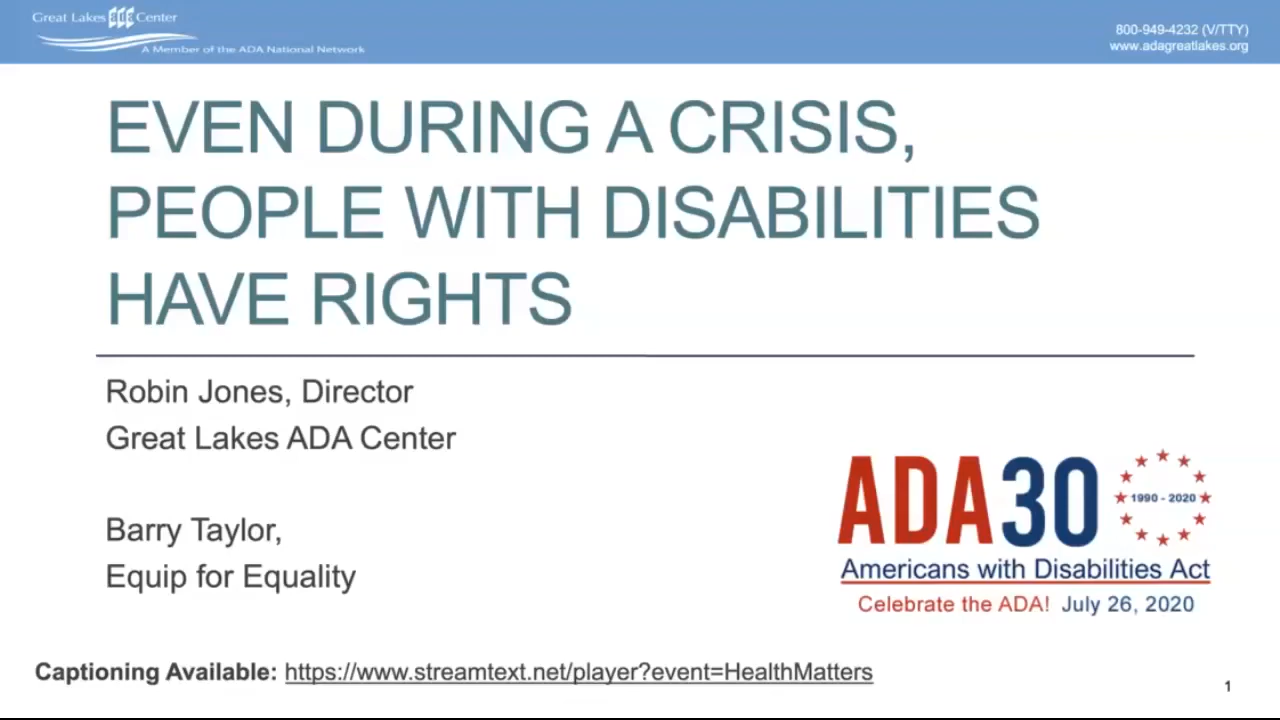 Great Lakes ada Center
A Member of the ADA National Network
800-949-4232 (V/TTY)
www.adagreatlakes.org
EVEN DURING A CRISIS,
PEOPLE WITH DISABILITIES
HAVE RIGHTS
Robin Jones, Director
Great Lakes ADA Center
Barry Taylor,
Equip for Equality
ADA30
1990 - 2020
Americans with Disabilities Act
Celebrate the ADA! July 26, 2020
Captioning Available: https://www.streamtext.net/player?event=HealthMatters
1